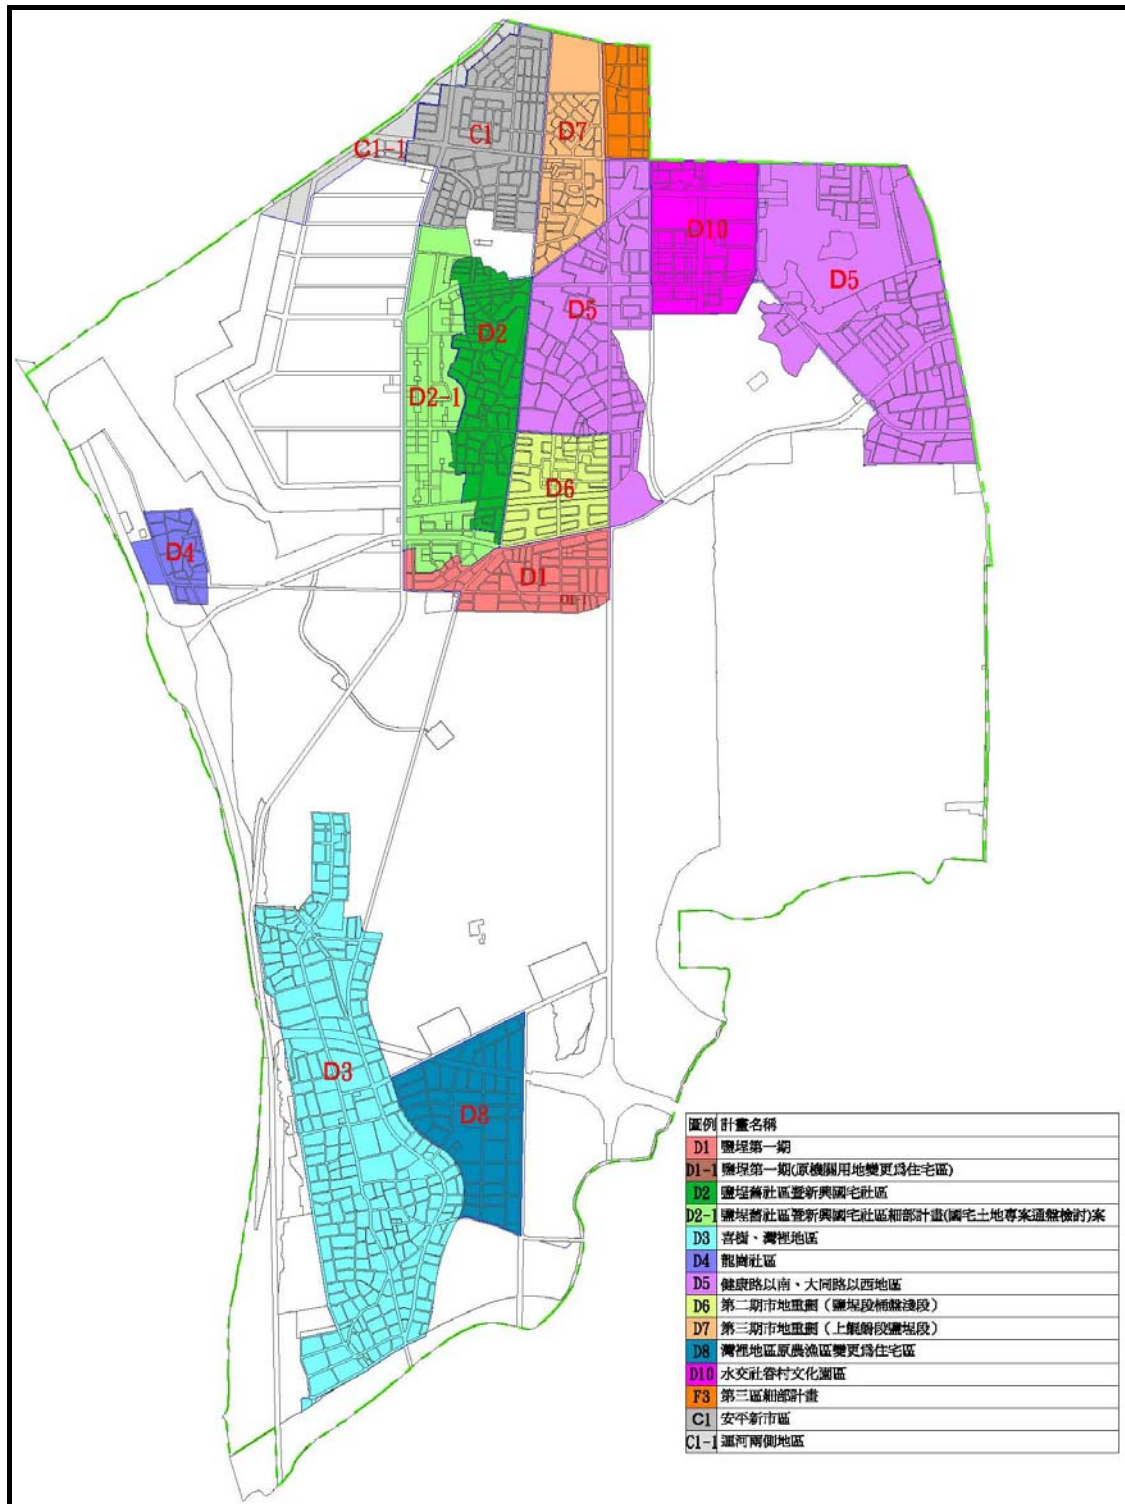 C1
D7
C1-1
D10
D5
D5
D2
D2-1
D6
D4
D1
D1-1
D3
D8
圖例 計畫名稱
D1 鹽埕第一期
D1-1 鹽埕第一期(原機關用地變更為住宅區)
D2 鹽埕舊社區暨新興國宅社區
D2-1 鹽埕舊社區暨新興國宅社區細部計畫(國宅土地專案通盤檢討)案
D3 喜樹、灣裡地區
D4 龍崗社區
D5 健康路以南、大同路以西地區
D6 第二期市地重劃（鹽埕段桶盤淺段）
D7 第三期市地重劃（上鯤鯓段鹽埕段）
D8 灣裡地區原農漁區變更為住宅區
D10 水交社眷村文化園區
F3 第三區細部計畫
C1 安平新市區
C1-1 運河兩側地區